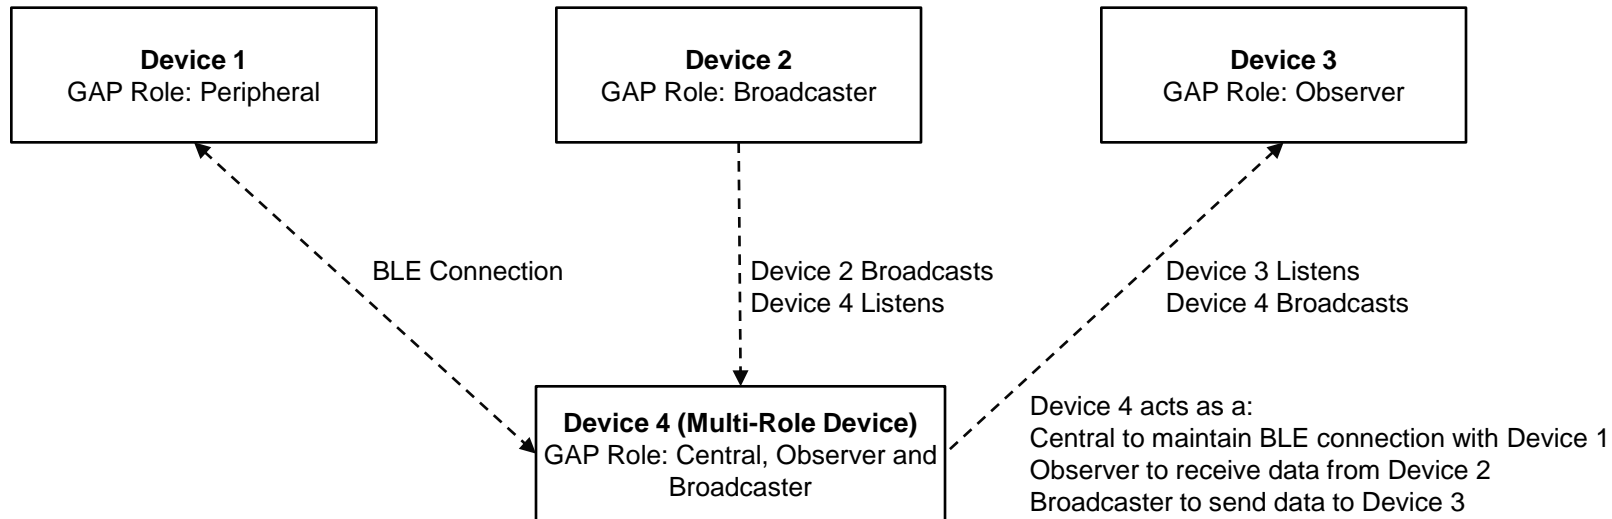 Device 1
GAP Role: Peripheral
Device 2
GAP Role: Broadcaster
Device 3
GAP Role: Observer
BLE Connection
Device 2 Broadcasts
Device 4 Listens
Device 3 Listens
Device 4 Broadcasts
Device 4 (Multi-Role Device)
GAP Role: Central, Observer and
Broadcaster
Device 4 acts as a:
Central to maintain BLE connection with Device 1
Observer to receive data from Device 2
Broadcaster to send data to Device 3